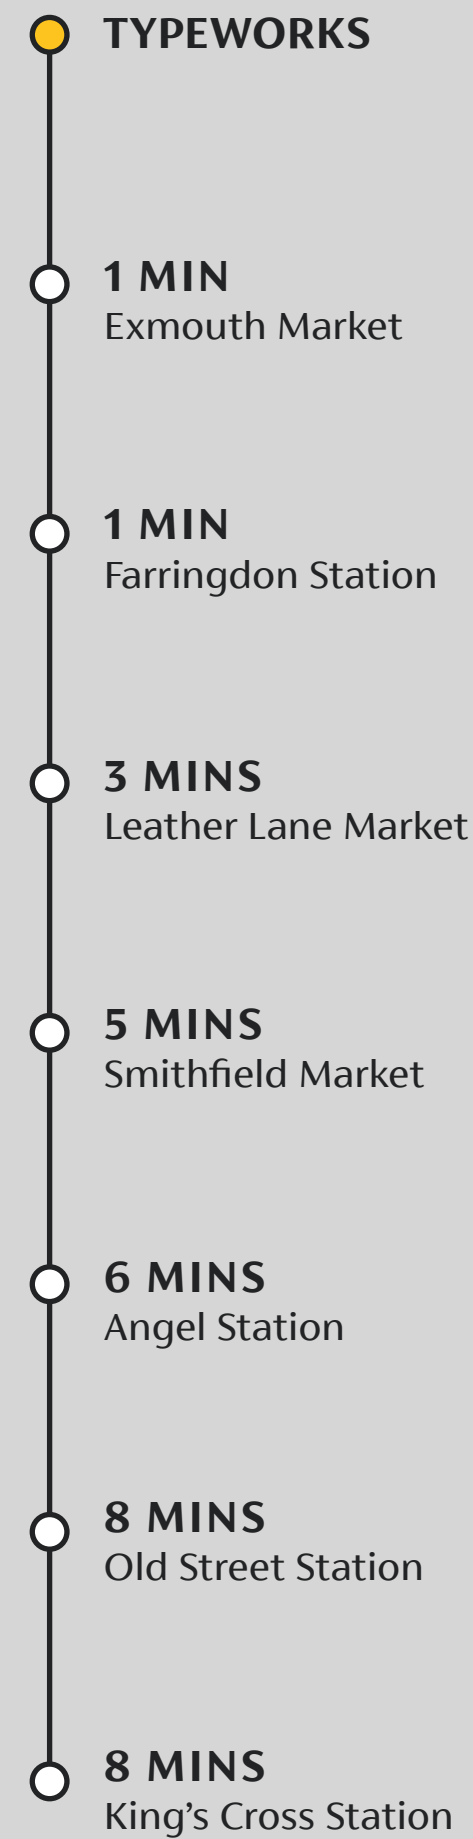 TYPEWORKS
1 MIN
Exmouth Market
1 MIN
Farringdon Station
3 MINS
Leather Lane Market
5 MINS
Smithfield Market
6 MINS
Angel Station
8 MINS
Old Street Station
8 MINS
King’s Cross Station